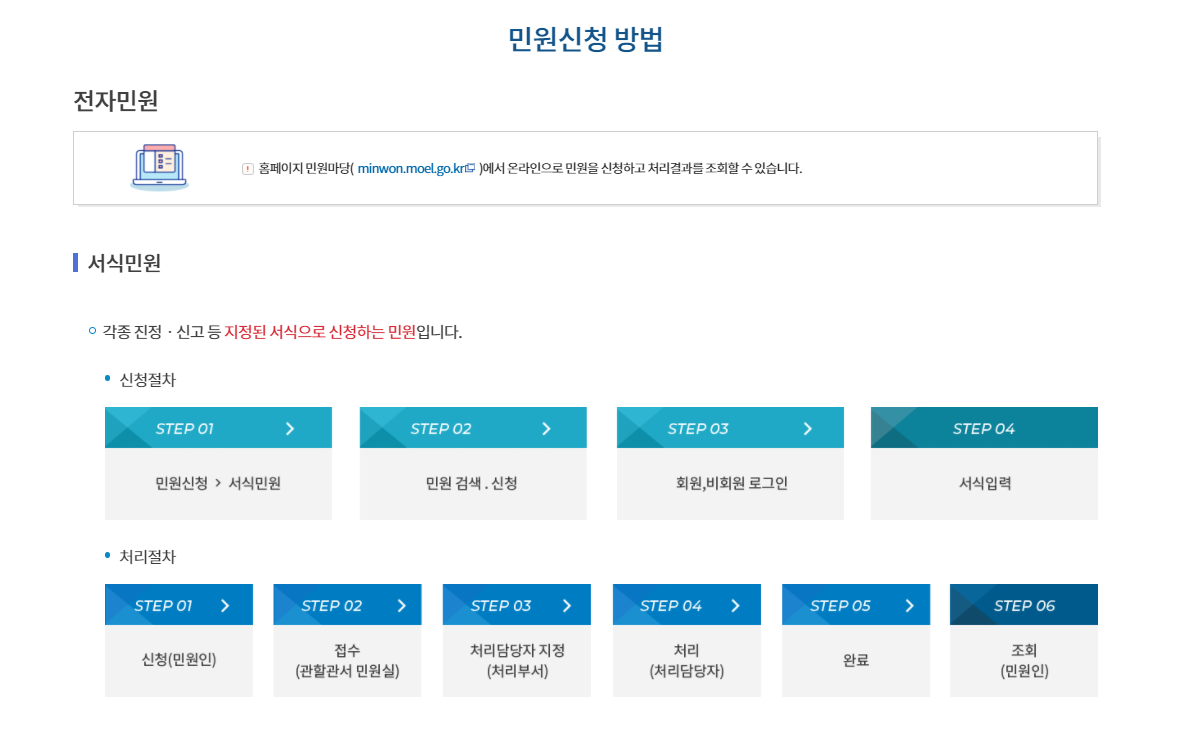 민원신청 방법
전자민원
홈페이지 민원마당( minwon.moel.go.kr )에서 온라인으로 민원을 신청하고 처리결과를 조회할 수 있습니다.
서식민원
각종 진정ㆍ신고 등 지정된 서식으로 신청하는 민원입니다.
신청절차
STEP 01
민원신청 > 서식민원
STEP 02
민원 검색 . 신청
STEP 03
회원,비회원 로그인
STEP 04
서식입력
처리절차
STEP 01
신청(민원인)
STEP 02
접수
(관할관서 민원실)
STEP 03
처리담당자 지정
(처리부서)
STEP 04
처리
(처리담당자)
STEP 05
완료
STEP 06
조회
(민원인)